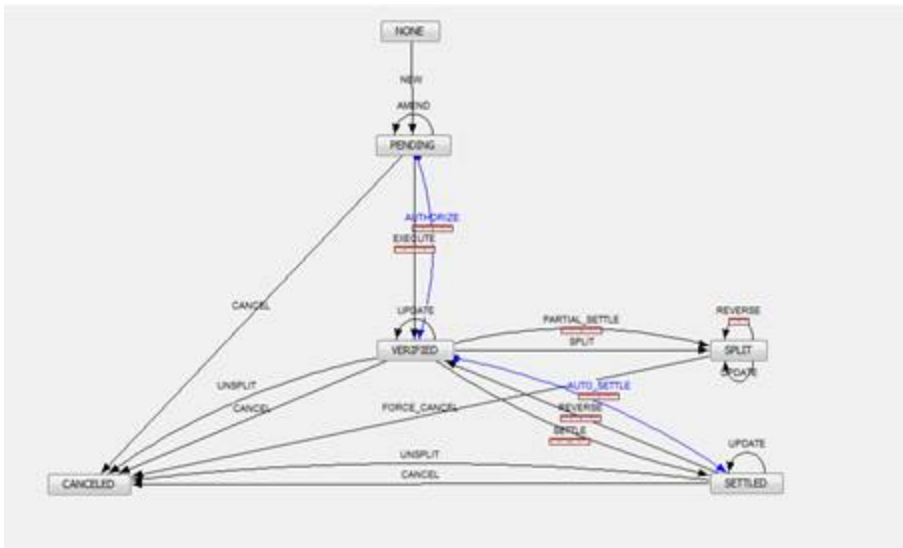 NONE
NEW
AMEND
PENDING
AUTHORIZE
EXECUTE
CANCEL
UPDATE
VERIFIED
PARTIAL_SETTLE
SPLIT
REVERSE
SPLIT
UPDATE
UNSPLIT
CANCEL
FORCE_CANCEL
AUTO_SETTLE
REVERSE
SETTLE
UPDATE
UNSPLIT
CANCEL
CANCELED
SETTLED